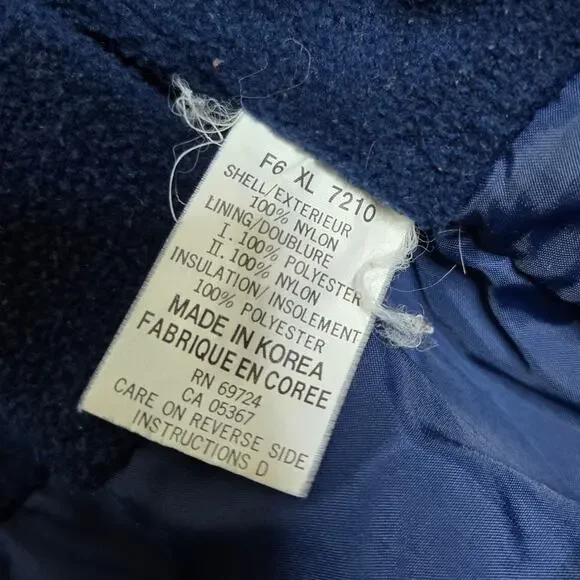 F6 XL 7210
SHELL/EXTERIEUR
100% NYLON
LINING/DOUBLURE
I. 100% POLYESTER
II. 100% NYLON
INSULATION/INSOLEMENT
100% POLYESTER
MADE IN KOREA
FABRIQUE EN COREE
RN 69724
CA 05367
CARE ON REVERSE SIDE
INSTRUCTIONS D